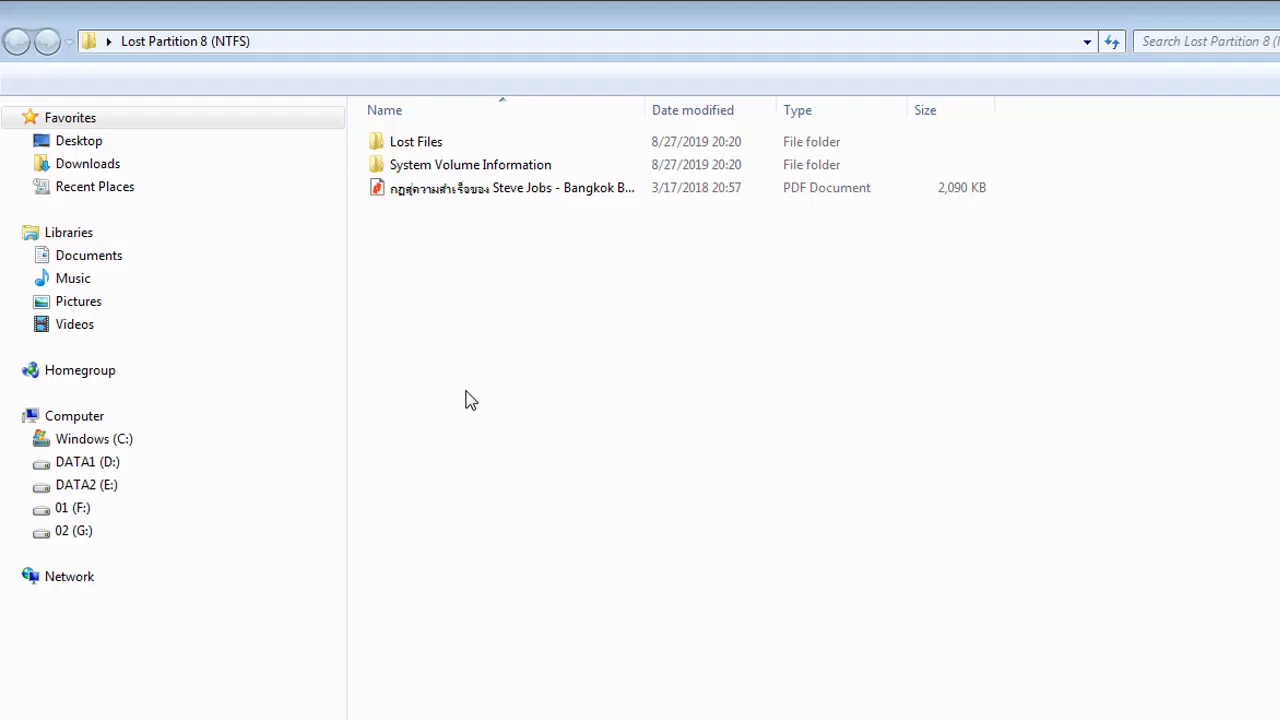 Lost Partition 8 (NTFS)
Search Lost Partition 8 (
Name Date modified Type Size
Favorites
Desktop
Downloads
Recent Places
Libraries
Documents
Music
Pictures
Videos
Homegroup
Computer
Windows (C:)
DATA1 (D:)
DATA2 (E:)
01 (F:)
02 (G:)
Network
Lost Files 8/27/2019 20:20 File folder
System Volume Information 8/27/2019 20:20 File folder
กฎสู่ความสำเร็จของ Steve Jobs - Bangkok B... 3/17/2018 20:57 PDF Document 2,090 KB